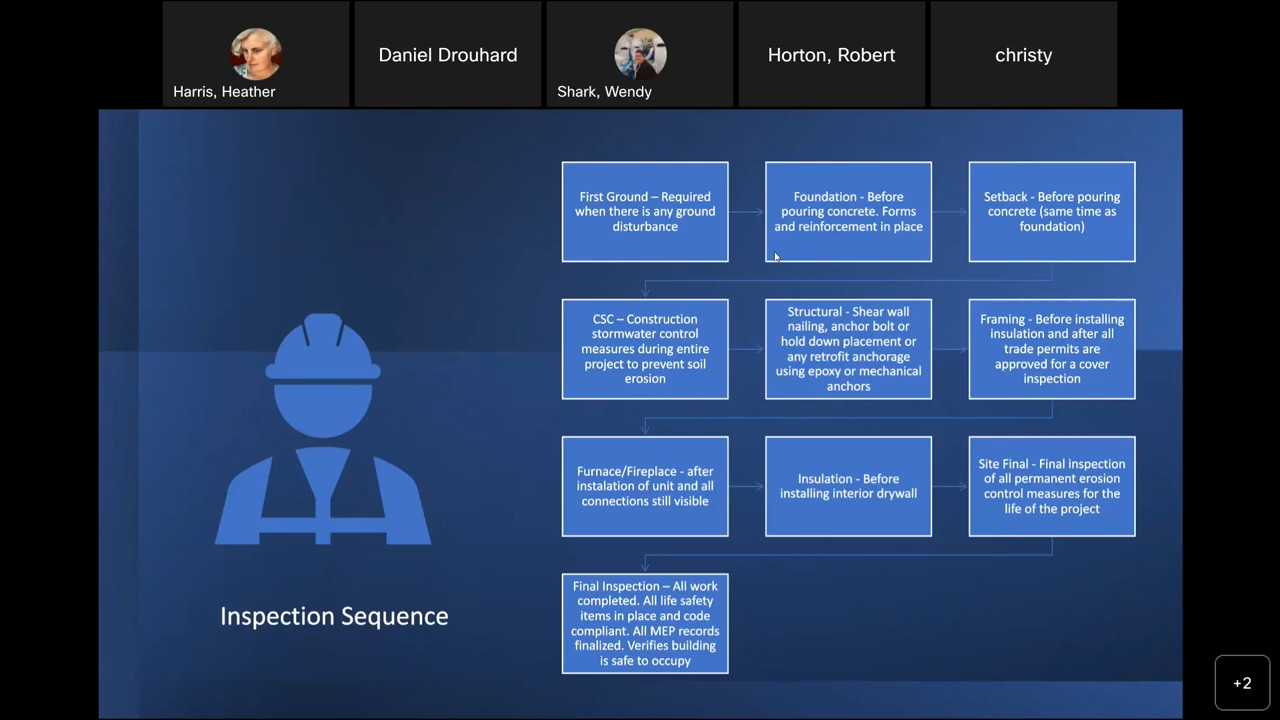 Harris, Heather
Daniel Drouhard
Shark, Wendy
Horton, Robert
christy
First Ground – Required
when there is any ground
disturbance
Foundation - Before
pouring concrete. Forms
and reinforcement in place
Setback - Before pouring
concrete (same time as
foundation)
CSC – Construction
stormwater control
measures during entire
project to prevent soil
erosion
Structural - Shear wall
nailing, anchor bolt or
hold down placement or
any retrofit anchorage
using epoxy or mechanical
anchors
Framing - Before installing
insulation and after all
trade permits are
approved for a cover
inspection
Furnace/Fireplace - after
instalation of unit and all
connections still visible
Insulation - Before
installing interior drywall
Site Final - Final inspection
of all permanent erosion
control measures for the
life of the project
Final Inspection – All work
completed. All life safety
items in place and code
compliant. All MEP records
finalized. Verifies building
is safe to occupy
Inspection Sequence
+2